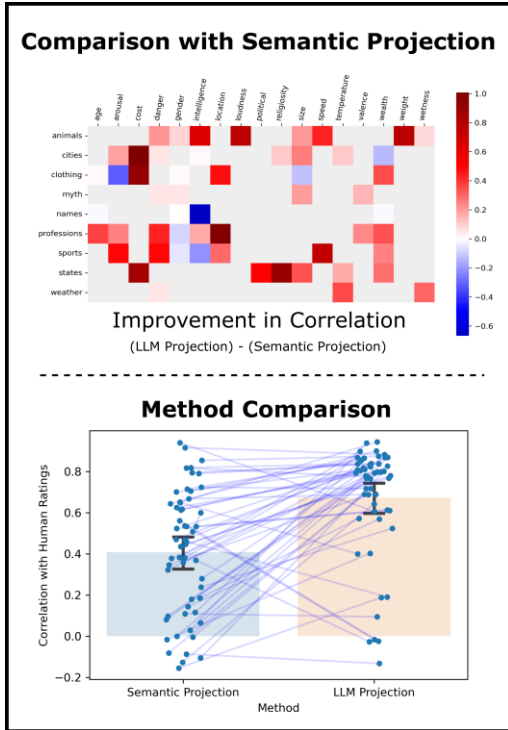 Comparison with Semantic Projection
age arousal cost danger gender intelligence location loudness political religiosity size speed temperature valence wealth weight wetness
animals
cities
clothing
myth
names
professions
sports
states
weather
1.0
0.8
0.6
0.4
0.2
0.0
−0.2
−0.4
−0.6
Improvement in Correlation
(LLM Projection) - (Semantic Projection)
Method Comparison
Correlation with Human Ratings
0.8
0.6
0.4
0.2
0.0
−0.2
Semantic Projection LLM Projection
Method